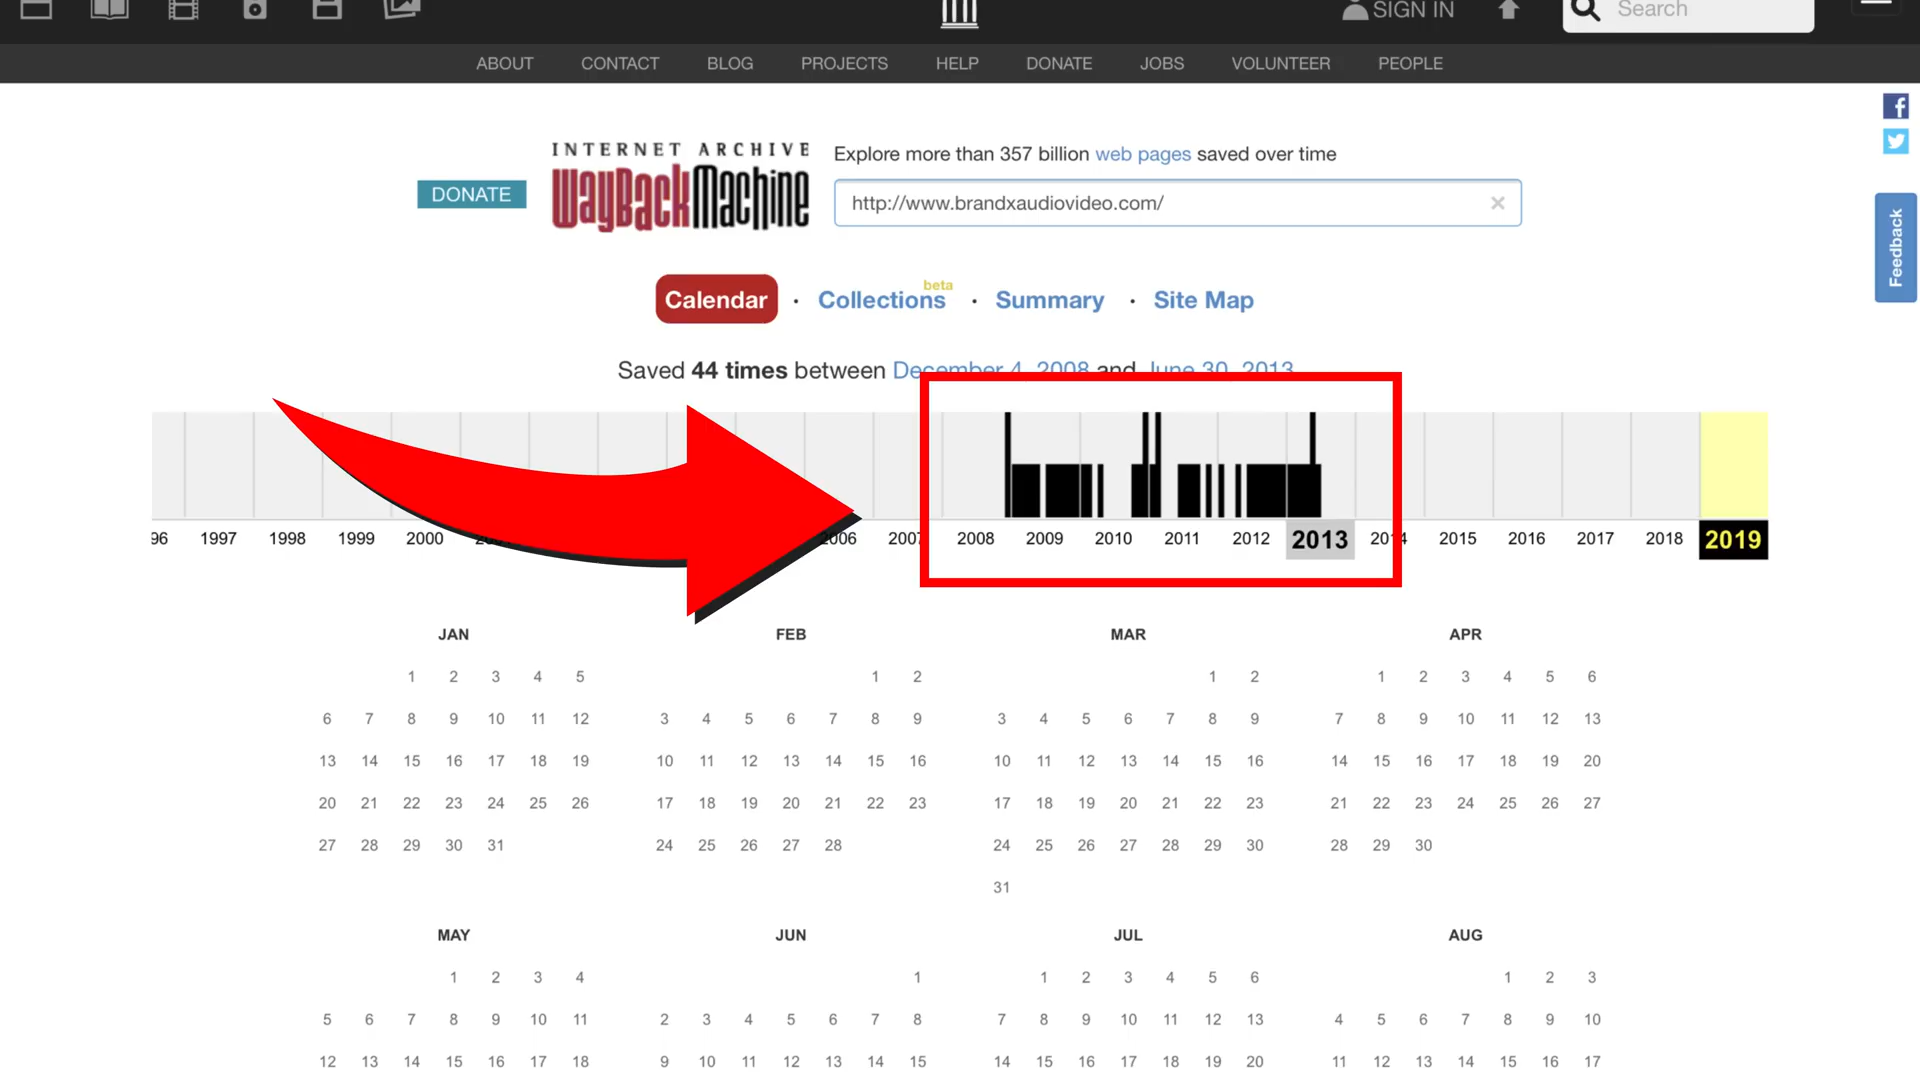 SIGN IN
Search
ABOUT CONTACT BLOG PROJECTS HELP DONATE JOBS VOLUNTEER PEOPLE
INTERNET ARCHIVE
WayBackMachine
DONATE
Explore more than 357 billion web pages saved over time
http://www.brandxaudiovideo.com/
Feedback
Calendar · Collections beta · Summary · Site Map
Saved 44 times between December 4, 2008 and June 30, 2013
96 1997 1998 1999 2000 2006 2007 2008 2009 2010 2011 2012 2013 2014 2015 2016 2017 2018 2019
JAN FEB MAR APR
1 2 3 4 5 1 2 1 2 1 2 3 4 5 6
6 7 8 9 10 11 12 3 4 5 6 7 8 9 3 4 5 6 7 8 9 7 8 9 10 11 12 13
13 14 15 16 17 18 19 10 11 12 13 14 15 16 10 11 12 13 14 15 16 14 15 16 17 18 19 20
20 21 22 23 24 25 26 17 18 19 20 21 22 23 17 18 19 20 21 22 23 21 22 23 24 25 26 27
27 28 29 30 31 24 25 26 27 28 24 25 26 27 28 29 30 28 29 30
31
MAY JUN JUL AUG
1 2 3 4 1 1 2 3 4 5 6 1 2 3
5 6 7 8 9 10 11 2 3 4 5 6 7 8 7 8 9 10 11 12 13 4 5 6 7 8 9 10
12 13 14 15 16 17 18 9 10 11 12 13 14 15 14 15 16 17 18 19 20 11 12 13 14 15 16 17